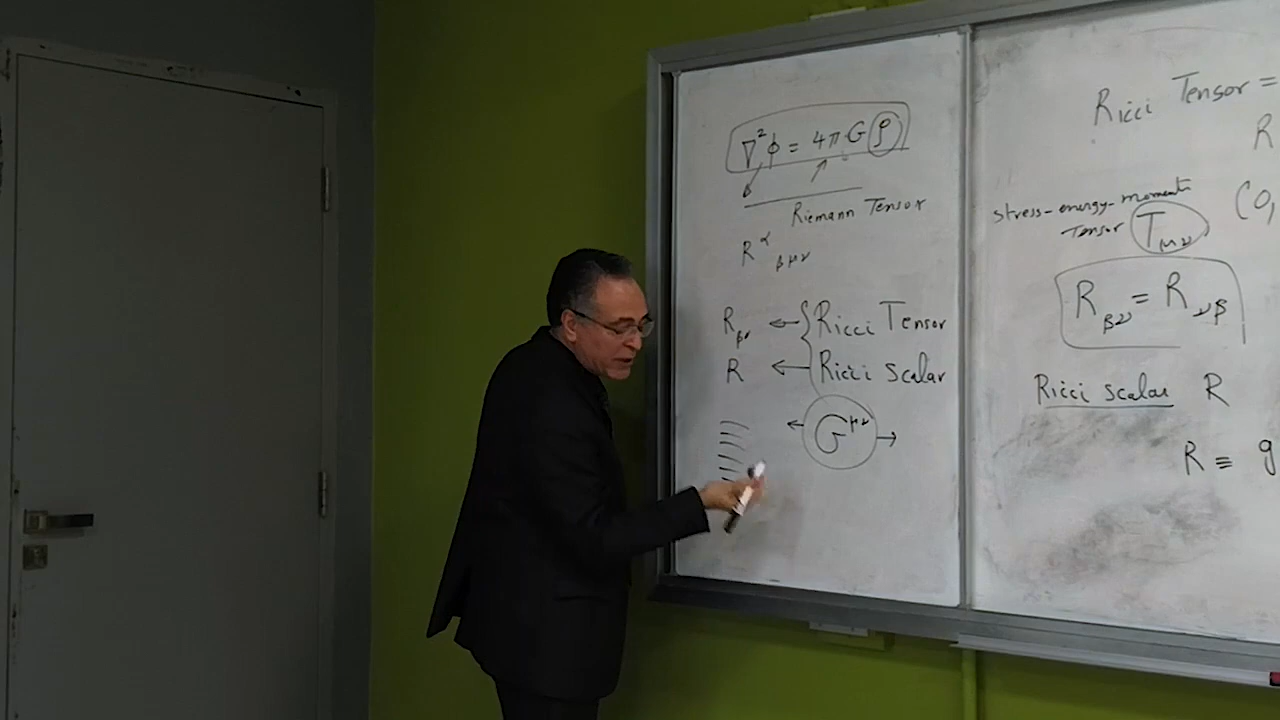 ∇²φ = 4πGρ
Riemann Tensor
R^α_βμν
R_βν ← Ricci Tensor
R ← Ricci Scalar
← G^μν →
Ricci Tensor =
R
stress-energy-momentum
Tensor T_μν
(0,
R_βν = R_νβ
Ricci scalar R
R ≡ g